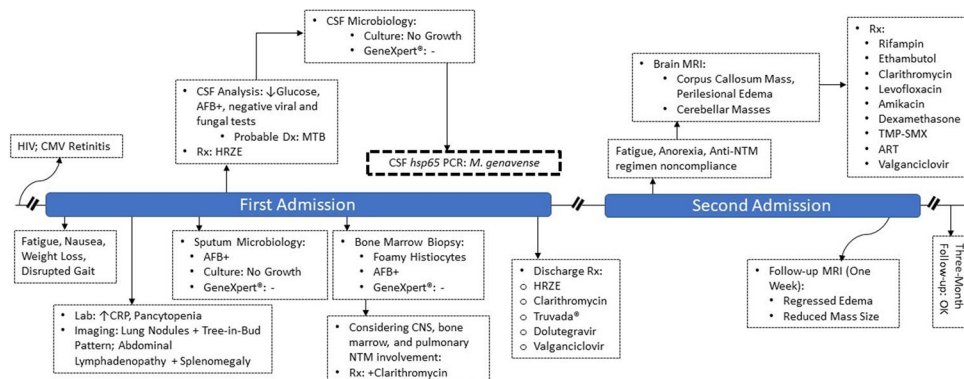 HIV; CMV Retinitis
• CSF Analysis: ↓Glucose,
AFB+, negative viral and
fungal tests
• Probable Dx: MTB
• Rx: HRZE
• CSF Microbiology:
• Culture: No Growth
• GeneXpert®: -
CSF hsp65 PCR: M. genavense
First Admission
Fatigue, Nausea,
Weight Loss,
Disrupted Gait
• Lab: ↑CRP, Pancytopenia
• Imaging: Lung Nodules + Tree-in-Bud
Pattern; Abdominal
Lymphadenopathy + Splenomegaly
• Sputum Microbiology:
• AFB+
• Culture: No Growth
• GeneXpert®: -
• Bone Marrow Biopsy:
• Foamy Histiocytes
• AFB+
• GeneXpert®: -
• Considering CNS, bone
marrow, and pulmonary
NTM involvement:
• Rx: +Clarithromycin
• Discharge Rx:
○ HRZE
○ Clarithromycin
○ Truvada®
○ Dolutegravir
○ Valganciclovir
Fatigue, Anorexia, Anti-NTM
regimen noncompliance
• Brain MRI:
• Corpus Callosum Mass,
Perilesional Edema
• Cerebellar Masses
• Rx:
• Rifampin
• Ethambutol
• Clarithromycin
• Levofloxacin
• Amikacin
• Dexamethasone
• TMP-SMX
• ART
• Valganciclovir
Second Admission
• Follow-up MRI (One
Week):
• Regressed Edema
• Reduced Mass Size
Three-Month
Follow-up: OK